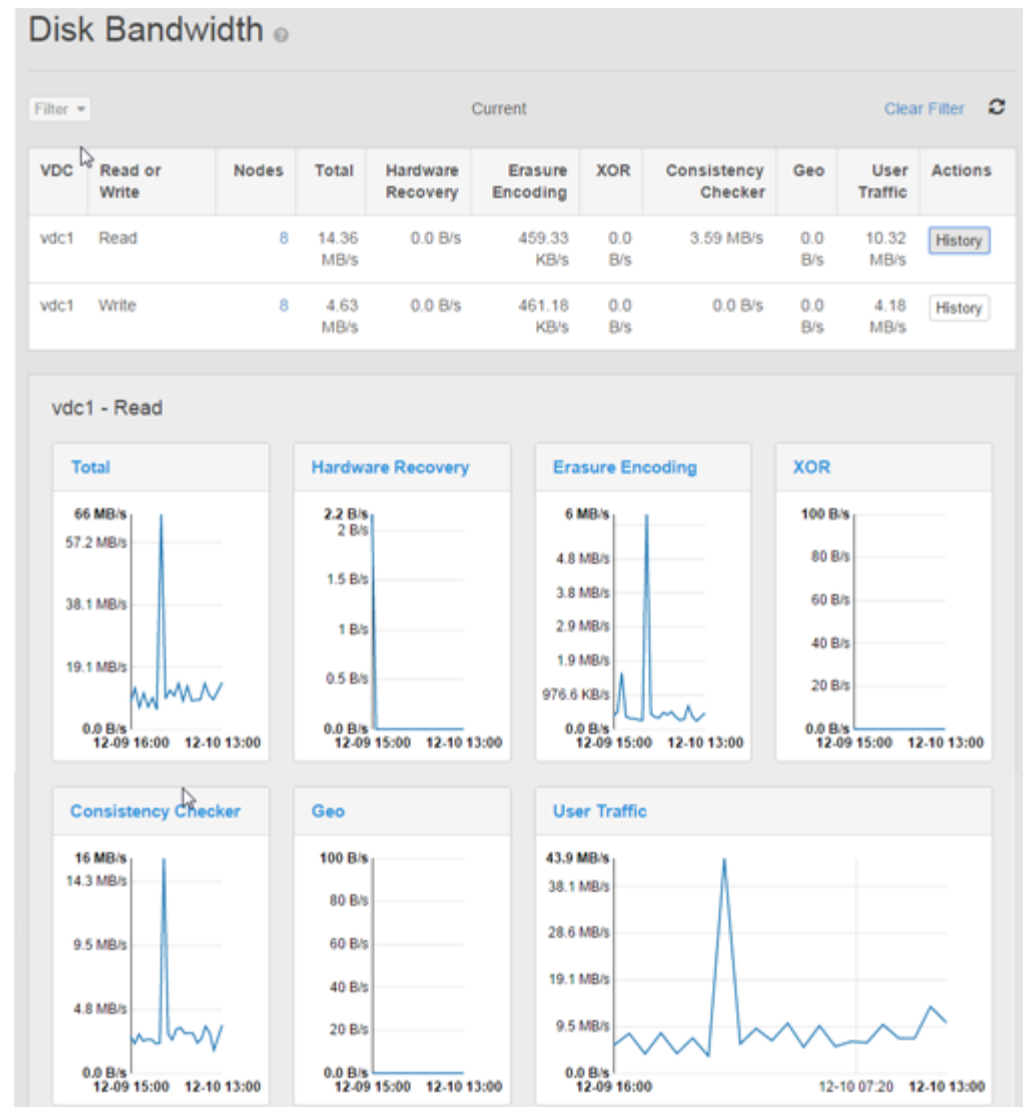 Disk Bandwidth
Filter Current Clear Filter
VDC Read or Write Nodes Total Hardware Recovery Erasure Encoding XOR Consistency Checker Geo User Traffic Actions
vdc1 Read 8 14.36 MB/s 0.0 B/s 459.33 KB/s 0.0 B/s 3.59 MB/s 0.0 B/s 10.32 MB/s History
vdc1 Write 8 4.63 MB/s 0.0 B/s 461.18 KB/s 0.0 B/s 0.0 B/s 0.0 B/s 4.18 MB/s History
vdc1 - Read
Total
66 MB/s
57.2 MB/s
38.1 MB/s
19.1 MB/s
0.0 B/s
12-09 16:00 12-10 13:00
Hardware Recovery
2.2 B/s
2 B/s
1.5 B/s
1 B/s
0.5 B/s
0.0 B/s
12-09 15:00 12-10 13:00
Erasure Encoding
6 MB/s
4.8 MB/s
3.8 MB/s
2.9 MB/s
1.9 MB/s
976.6 KB/s
0.0 B/s
12-09 15:00 12-10 13:00
XOR
100 B/s
80 B/s
60 B/s
40 B/s
20 B/s
0.0 B/s
12-09 15:00 12-10 13:00
Consistency Checker
16 MB/s
14.3 MB/s
9.5 MB/s
4.8 MB/s
0.0 B/s
12-09 15:00 12-10 13:00
Geo
100 B/s
80 B/s
60 B/s
40 B/s
20 B/s
0.0 B/s
12-09 15:00 12-10 13:00
User Traffic
43.9 MB/s
38.1 MB/s
28.6 MB/s
19.1 MB/s
9.5 MB/s
0.0 B/s
12-09 16:00 12-10 07:20 12-10 13:00